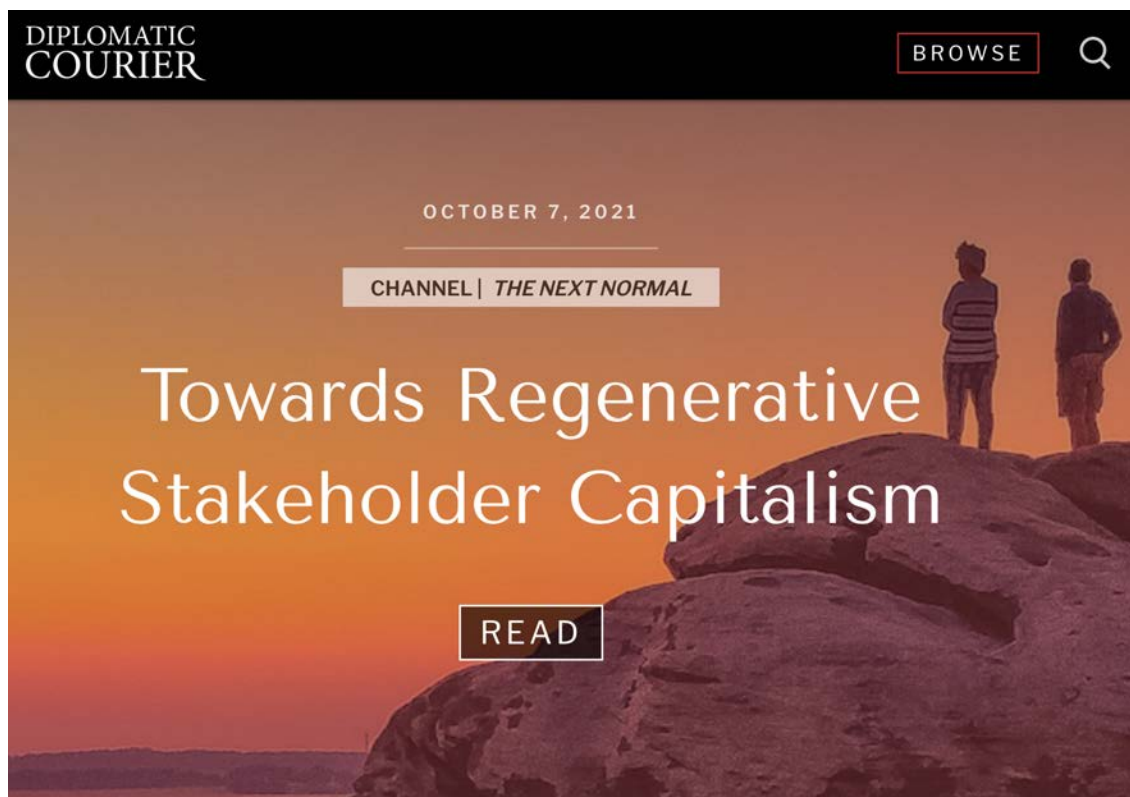 DIPLOMATIC
COURIER
BROWSE
OCTOBER 7, 2021
CHANNEL | THE NEXT NORMAL
Towards Regenerative
Stakeholder Capitalism
READ